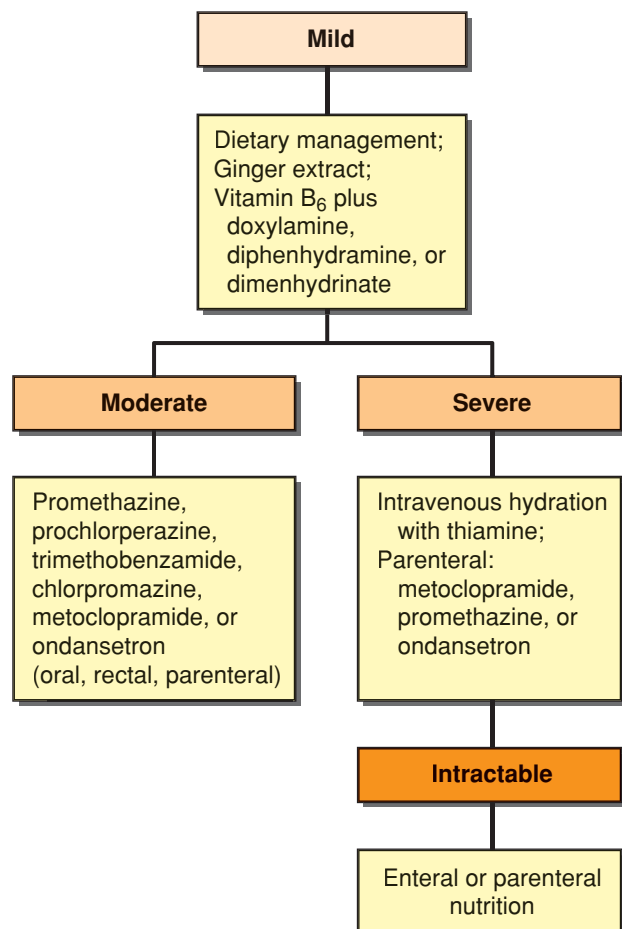 Mild
Dietary management;
Ginger extract;
Vitamin B₆ plus
doxylamine,
diphenhydramine, or
dimenhydrinate
Moderate
Promethazine,
prochlorperazine,
trimethobenzamide,
chlorpromazine,
metoclopramide, or
ondansetron
(oral, rectal, parenteral)
Severe
Intravenous hydration
with thiamine;
Parenteral:
metoclopramide,
promethazine, or
ondansetron
Intractable
Enteral or parenteral
nutrition